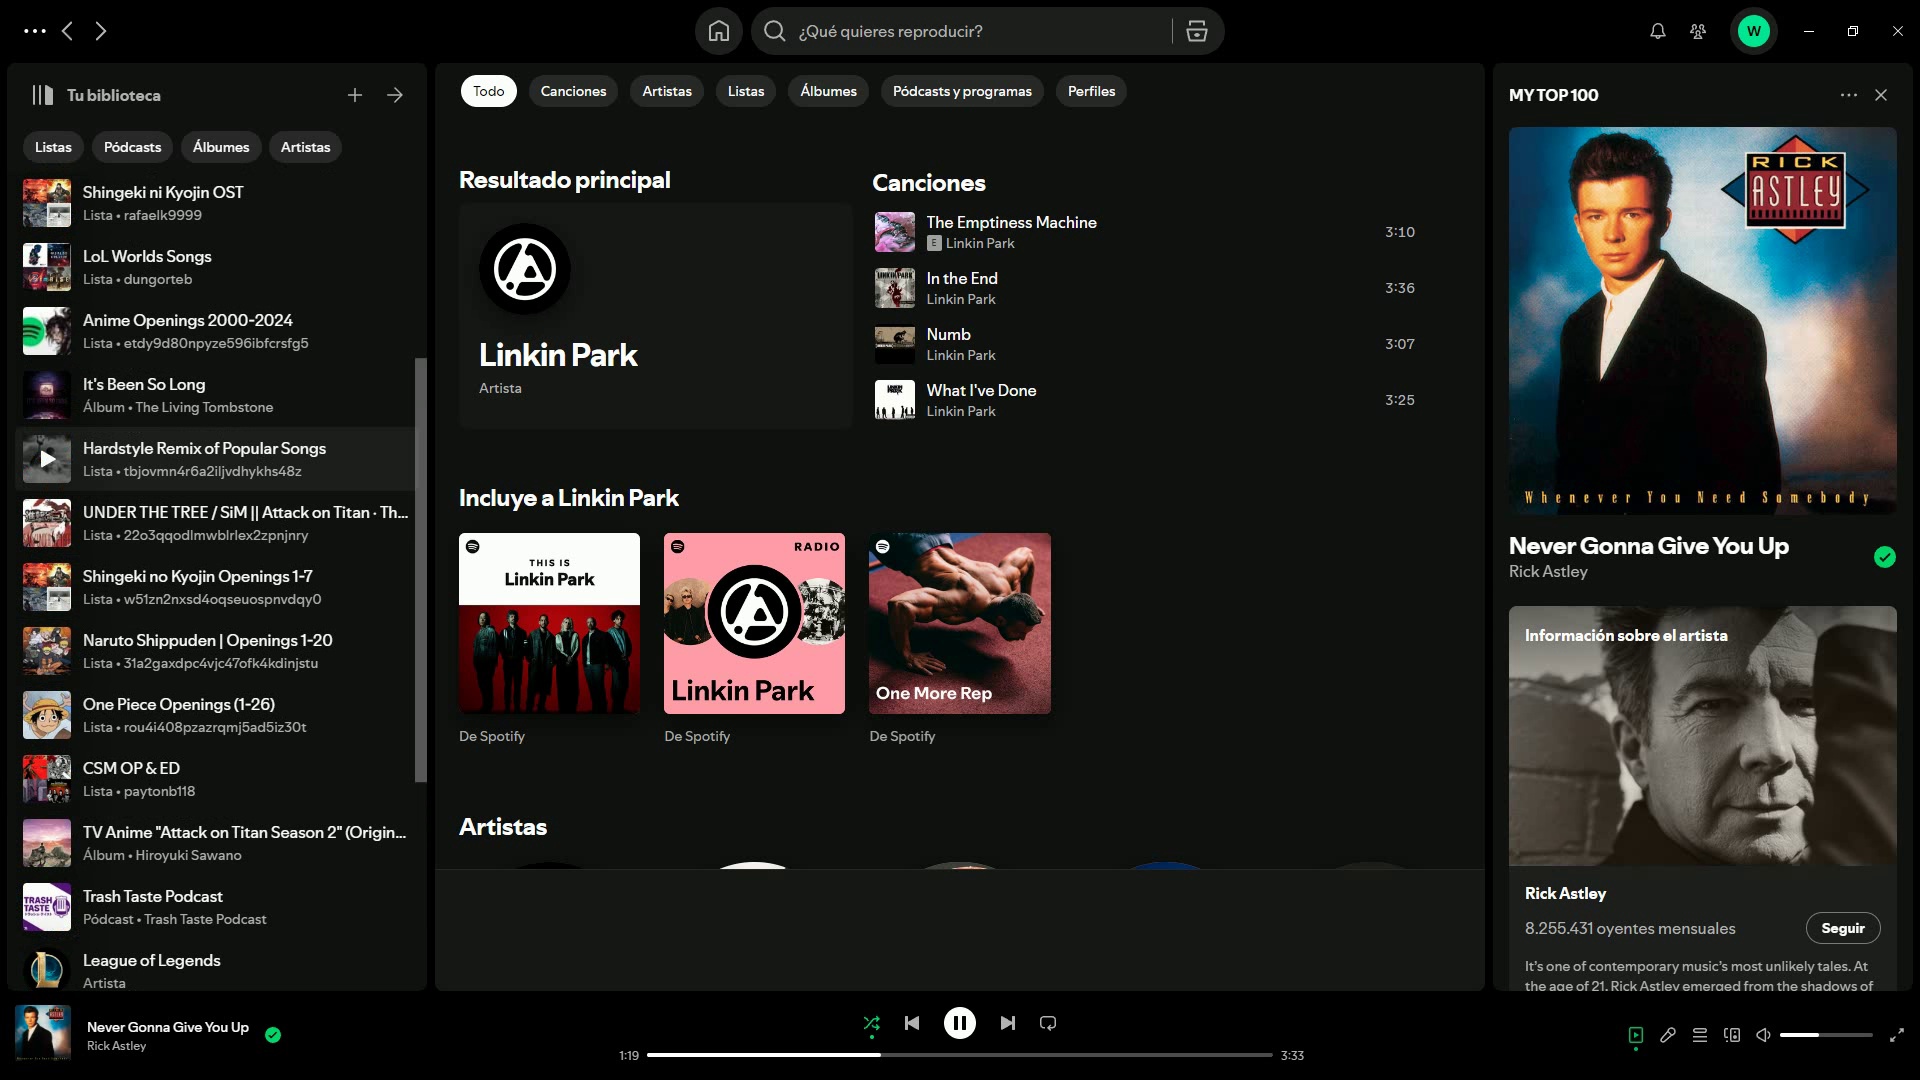 ¿Qué quieres reproducir?
W
Tu biblioteca
Listas
Pódcasts
Álbumes
Artistas
Shingeki ni Kyojin OST
Lista • rafaelk9999
LoL Worlds Songs
Lista • dungorteb
Anime Openings 2000-2024
Lista • etdy9d80npyze596ibfcrsfg5
It's Been So Long
Álbum • The Living Tombstone
Hardstyle Remix of Popular Songs
Lista • tbjovmn4r6a2iljvdhykhs48z
UNDER THE TREE / SiM || Attack on Titan · Th...
Lista • 22o3qqodlmwblrlex2zpnjnry
Shingeki no Kyojin Openings 1-7
Lista • w51zn2nxsd4oqseuospnvdqy0
Naruto Shippuden | Openings 1-20
Lista • 31a2gaxdpc4vjc47ofk4kdinjstu
One Piece Openings (1-26)
Lista • rou4i408pzazrqmj5ad5iz30t
CSM OP & ED
Lista • paytonb118
TV Anime "Attack on Titan Season 2" (Origin...
Álbum • Hiroyuki Sawano
TRASH TASTE
Trash Taste Podcast
Pódcast • Trash Taste Podcast
League of Legends
Artista
Todo
Canciones
Artistas
Listas
Álbumes
Pódcasts y programas
Perfiles
Resultado principal
Linkin Park
Artista
Canciones
The Emptiness Machine
E Linkin Park
3:10
In the End
Linkin Park
3:36
Numb
Linkin Park
3:07
What I've Done
Linkin Park
3:25
Incluye a Linkin Park
THIS IS
Linkin Park
De Spotify
RADIO
Linkin Park
De Spotify
One More Rep
De Spotify
Artistas
MY TOP 100
RICK
ASTLEY
Whenever You Need Somebody
Never Gonna Give You Up
Rick Astley
Información sobre el artista
Rick Astley
8.255.431 oyentes mensuales
Seguir
It's one of contemporary music's most unlikely tales. At
the age of 21, Rick Astley emerged from the shadows of
Never Gonna Give You Up
Rick Astley
1:19
3:33